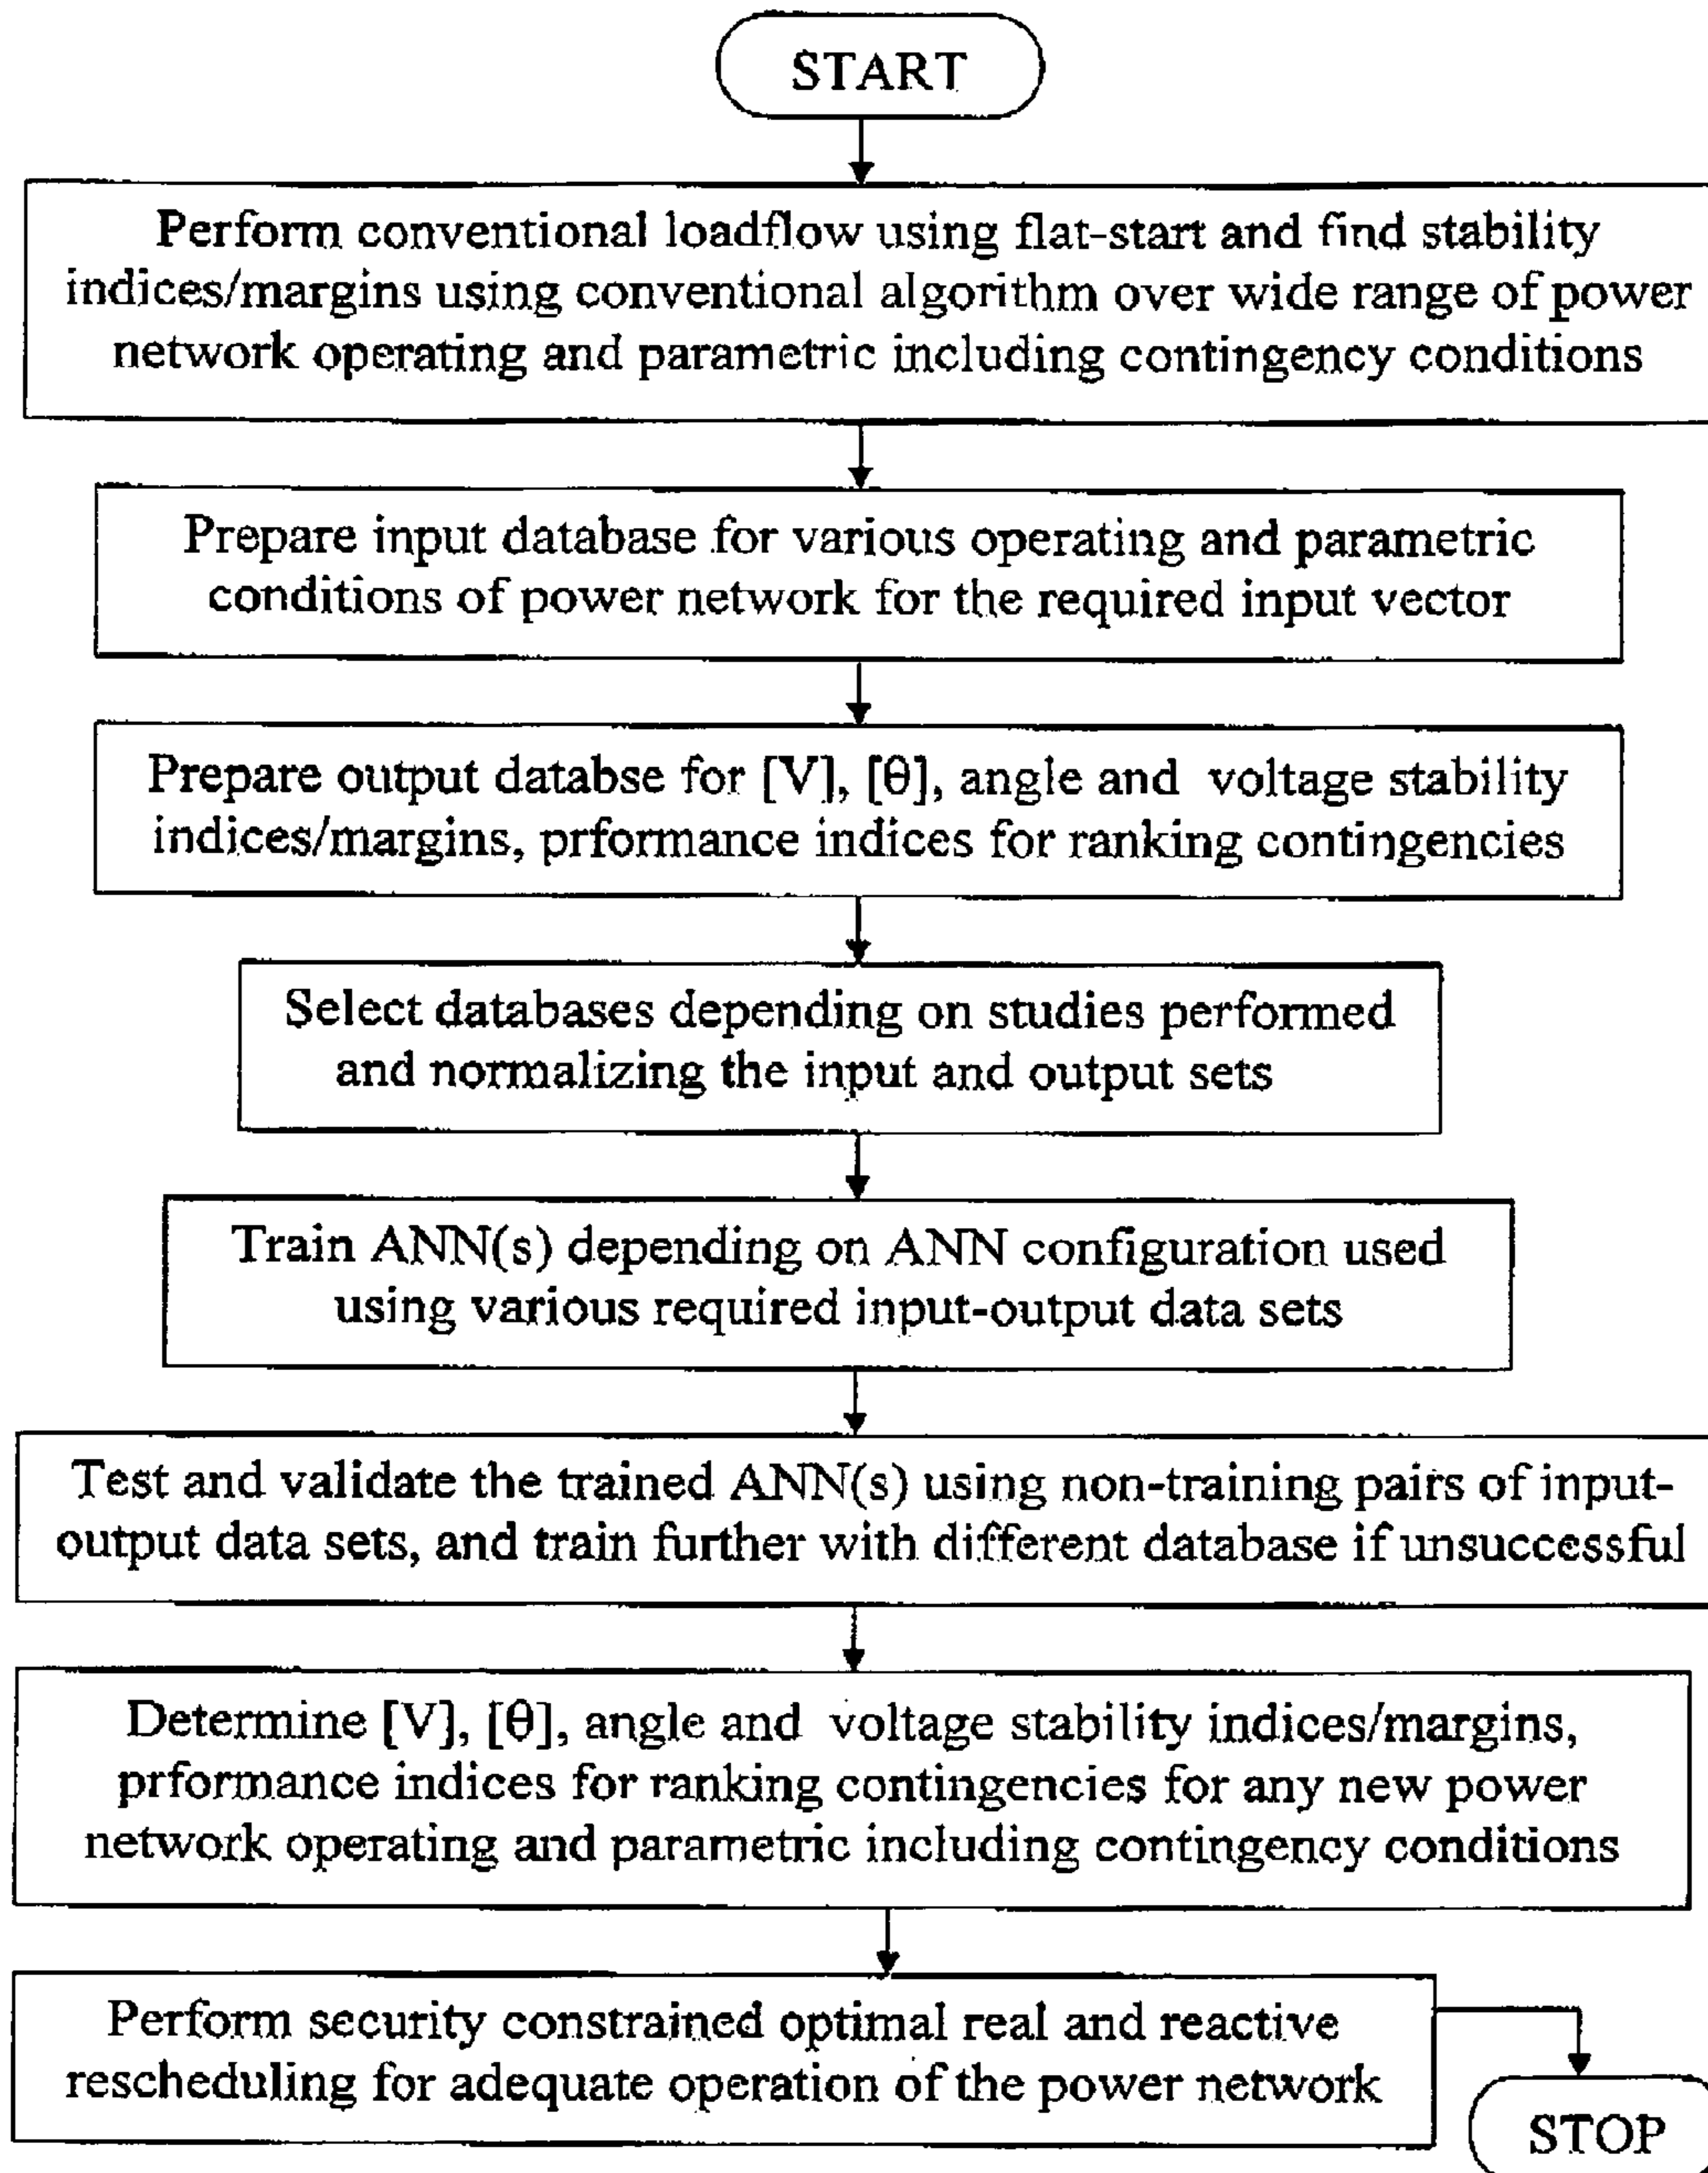 START
Perform conventional loadflow using flat-start and find stability
indices/margins using conventional algorithm over wide range of power
network operating and parametric including contingency conditions
Prepare input database for various operating and parametric
conditions of power network for the required input vector
Prepare output databse for [V], [θ], angle and voltage stability
indices/margins, prformance indices for ranking contingencies
Select databases depending on studies performed
and normalizing the input and output sets
Train ANN(s) depending on ANN configuration used
using various required input-output data sets
Test and validate the trained ANN(s) using non-training pairs of input-
output data sets, and train further with different database if unsuccessful
Determine [V], [θ], angle and voltage stability indices/margins,
prformance indices for ranking contingencies for any new power
network operating and parametric including contingency conditions
Perform security constrained optimal real and reactive
rescheduling for adequate operation of the power network
STOP